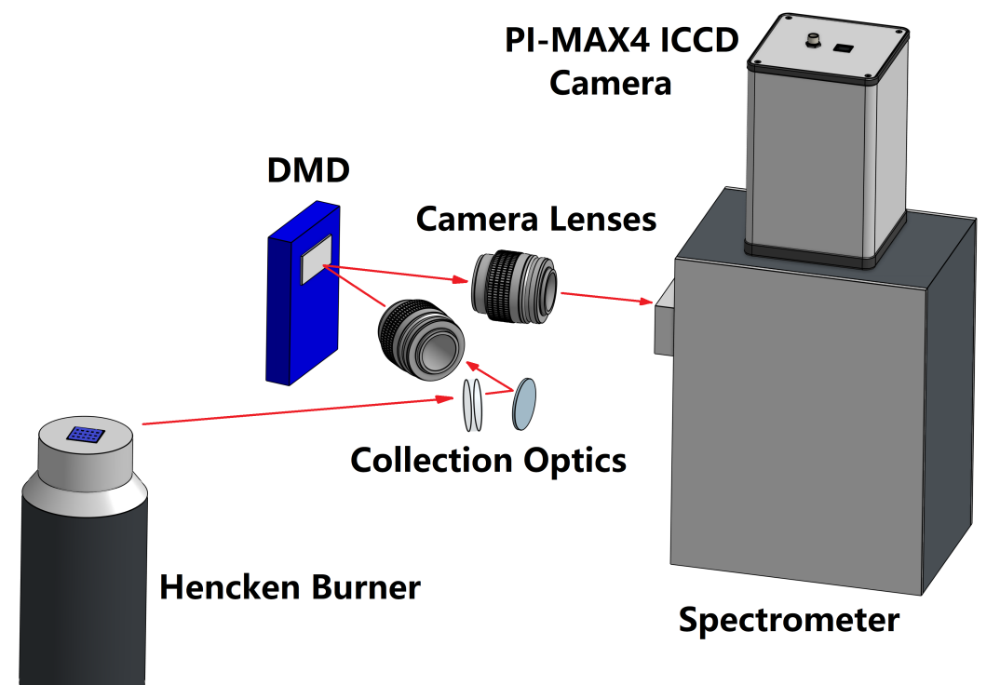 PI-MAX4 ICCD
Camera
DMD
Camera Lenses
Collection Optics
Hencken Burner
Spectrometer